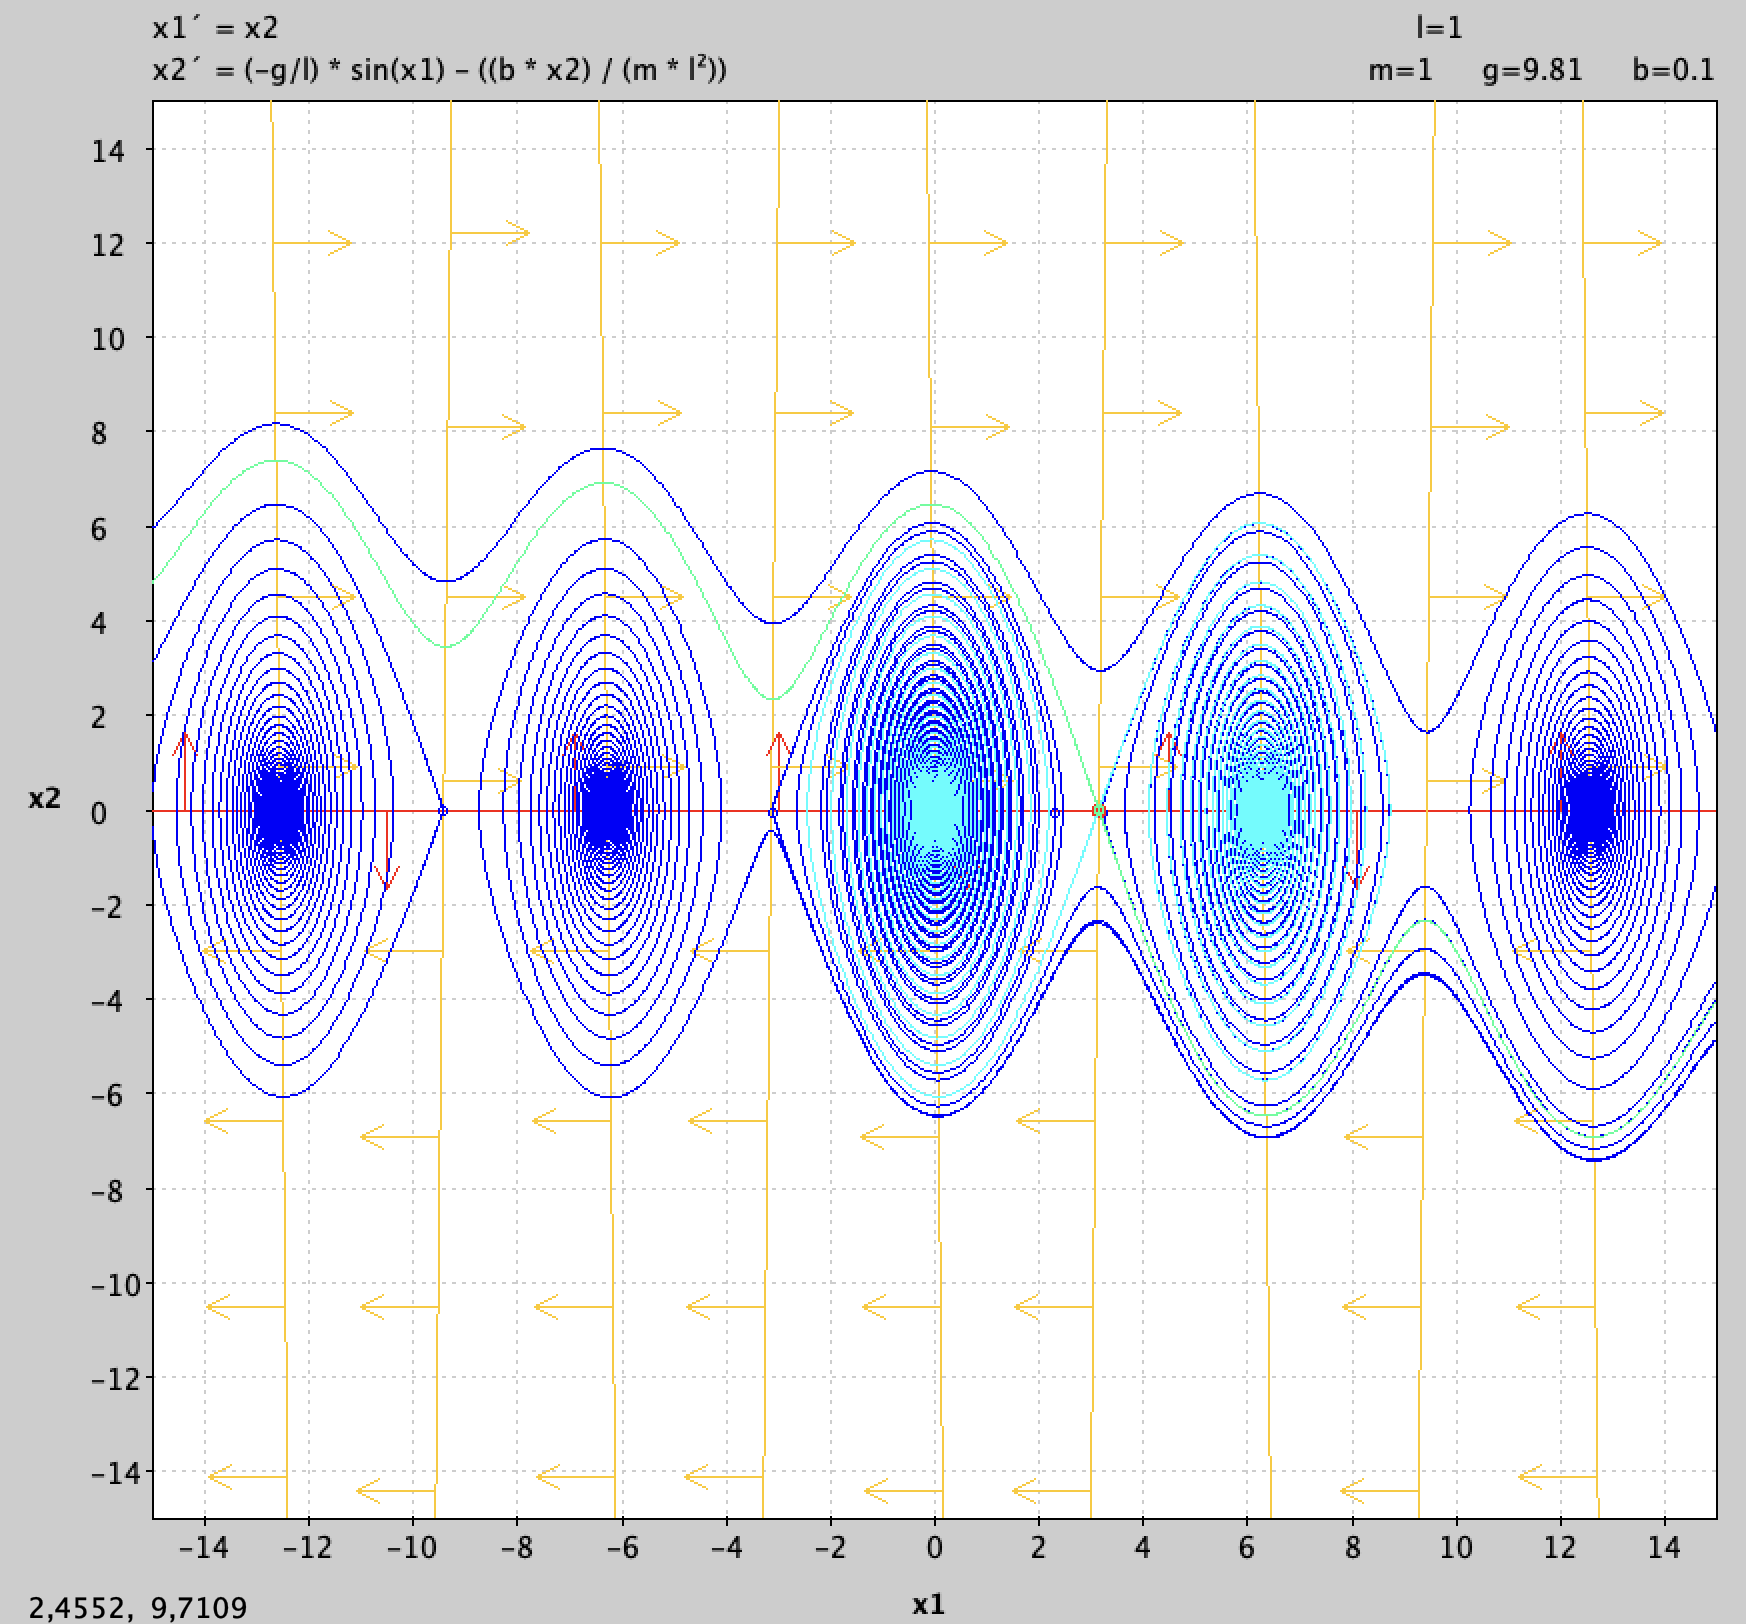 x1´ = x2
l=1
x2´ = (-g/l) * sin(x1) - ((b * x2) / (m * l²))
m=1 g=9.81 b=0.1
14
12
10
8
6
4
2
x2
0
-2
-4
-6
-8
-10
-12
-14
-14 -12 -10 -8 -6 -4 -2 0 2 4 6 8 10 12 14
x1
2,4552, 9,7109